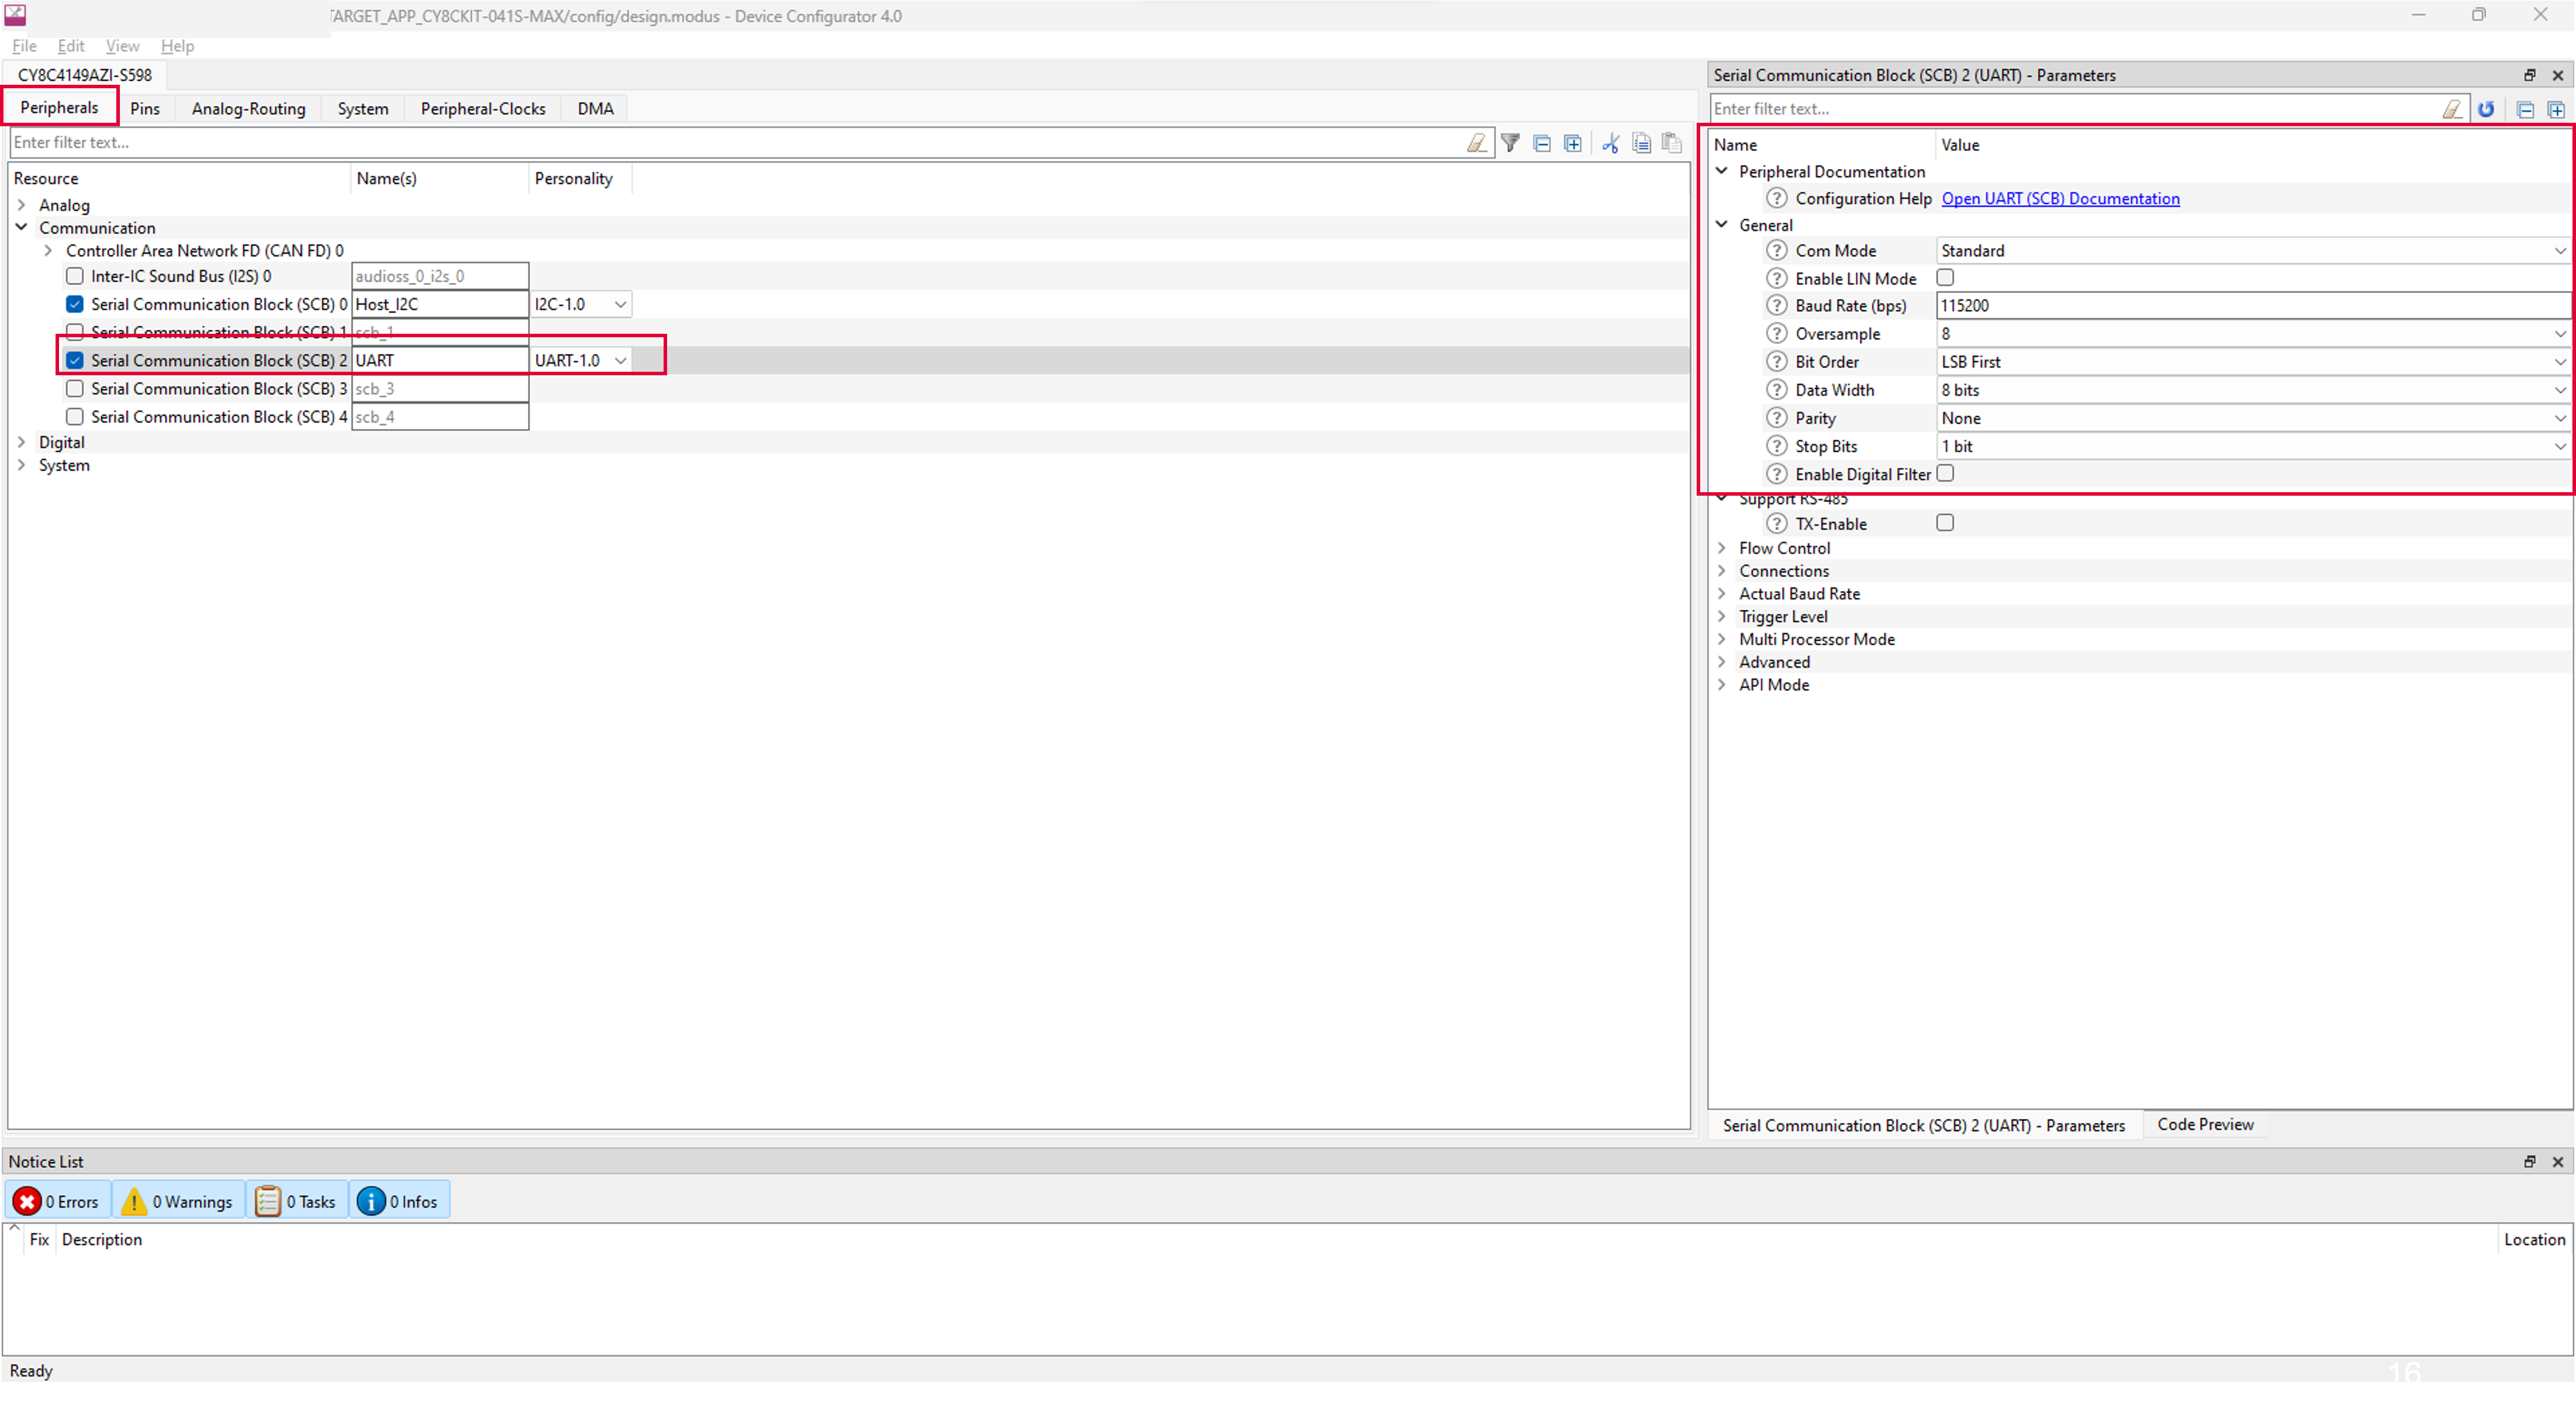 TARGET_APP_CY8CKIT-041S-MAX/config/design.modus - Device Configurator 4.0
File Edit View Help
CY8C4149AZI-S598
Peripherals Pins Analog-Routing System Peripheral-Clocks DMA
Enter filter text...
Resource Name(s) Personality
Analog
Communication
Controller Area Network FD (CAN FD) 0
Inter-IC Sound Bus (I2S) 0 audioss_0_i2s_0
Serial Communication Block (SCB) 0 Host_I2C I2C-1.0
Serial Communication Block (SCB) 1 scb_1
Serial Communication Block (SCB) 2 UART UART-1.0
Serial Communication Block (SCB) 3 scb_3
Serial Communication Block (SCB) 4 scb_4
Digital
System
Serial Communication Block (SCB) 2 (UART) - Parameters
Enter filter text...
Name Value
Peripheral Documentation
Configuration Help Open UART (SCB) Documentation
General
Com Mode Standard
Enable LIN Mode
Baud Rate (bps) 115200
Oversample 8
Bit Order LSB First
Data Width 8 bits
Parity None
Stop Bits 1 bit
Enable Digital Filter
Support RS-485
TX-Enable
Flow Control
Connections
Actual Baud Rate
Trigger Level
Multi Processor Mode
Advanced
API Mode
Serial Communication Block (SCB) 2 (UART) - Parameters Code Preview
Notice List
0 Errors 0 Warnings 0 Tasks 0 Infos
Fix Description Location
Ready
16